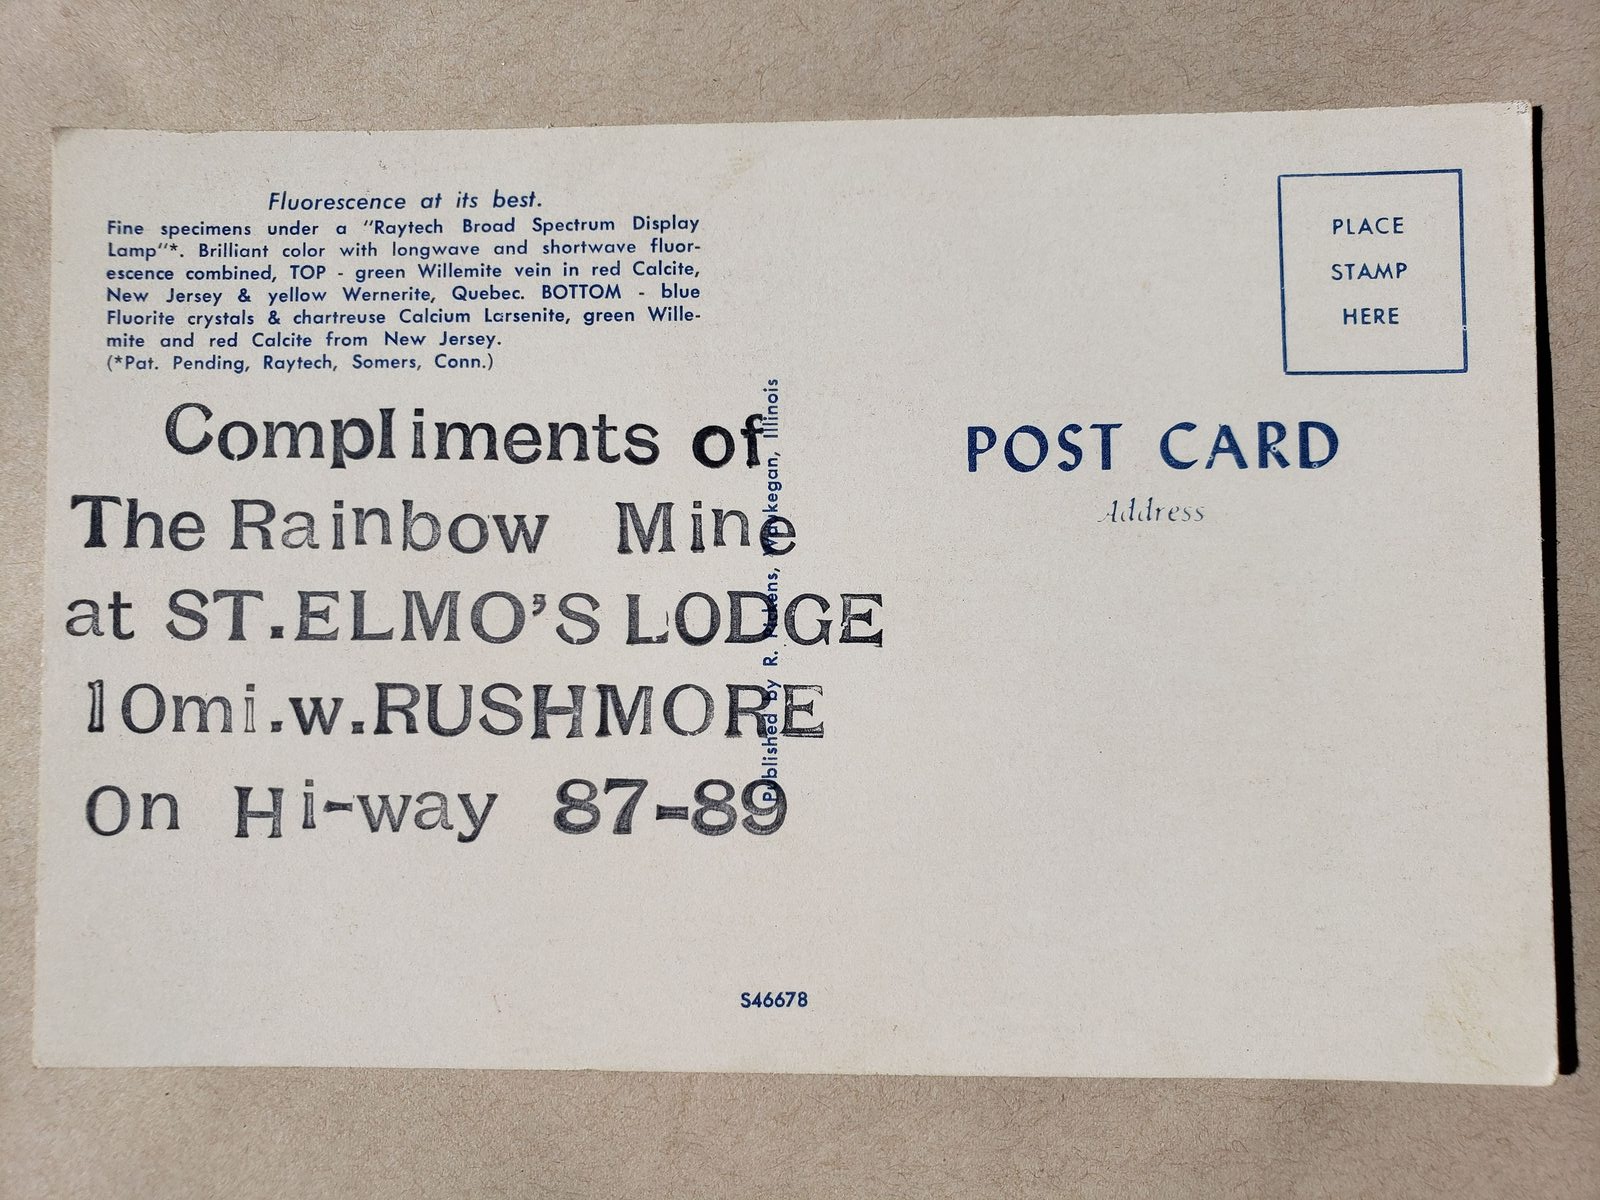 Fluorescence at its best.
Fine specimens under a "Raytech Broad Spectrum Display
Lamp"*. Brilliant color with longwave and shortwave fluor-
escence combined, TOP - green Willemite vein in red Calcite,
New Jersey & yellow Wernerite, Quebec. BOTTOM - blue
Fluorite crystals & chartreuse Calcium Larsenite, green Wille-
mite and red Calcite from New Jersey.
(*Pat. Pending, Raytech, Somers, Conn.)
Compliments of
The Rainbow Mine
at ST.ELMO'S LODGE
10mi.w.RUSHMORE
On Hi-way 87-89
Published by R. Waukegan, Illinois
S46678
PLACE
STAMP
HERE
POST CARD
Address